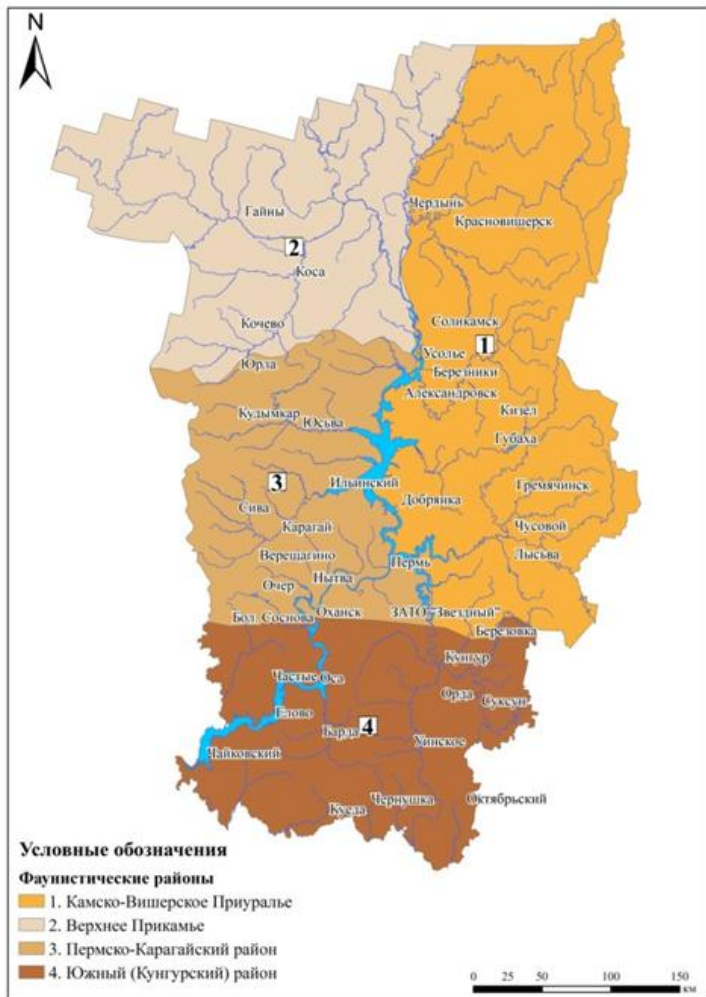 N
Чердынь
Красновишерск
Гайны
2
Коса
Соликамск
Кочево
1
Усолье
Юрла
Березники
Александровск
Кизел
Кудымкар
Юсьва
Губаха
3
Ильинский
Добрянка
Гремячинск
Сива
Карагай
Чусовой
Верещагино
Лысьва
Пермь
Нытва
Очер
Оханск
ЗАТО "Звездный"
Бол. Соснова
Березовка
Кунгур
Частые
Оса
Орда
Суксун
Елово
4
Барда
Уинское
Чайковский
Куеда
Чернушка
Октябрьский
Условные обозначения
Фаунистические районы
1. Камско-Вишерское Приуралье
2. Верхнее Прикамье
3. Пермско-Карагайский район
4. Южный (Кунгурский) район
0 50 100 150
км